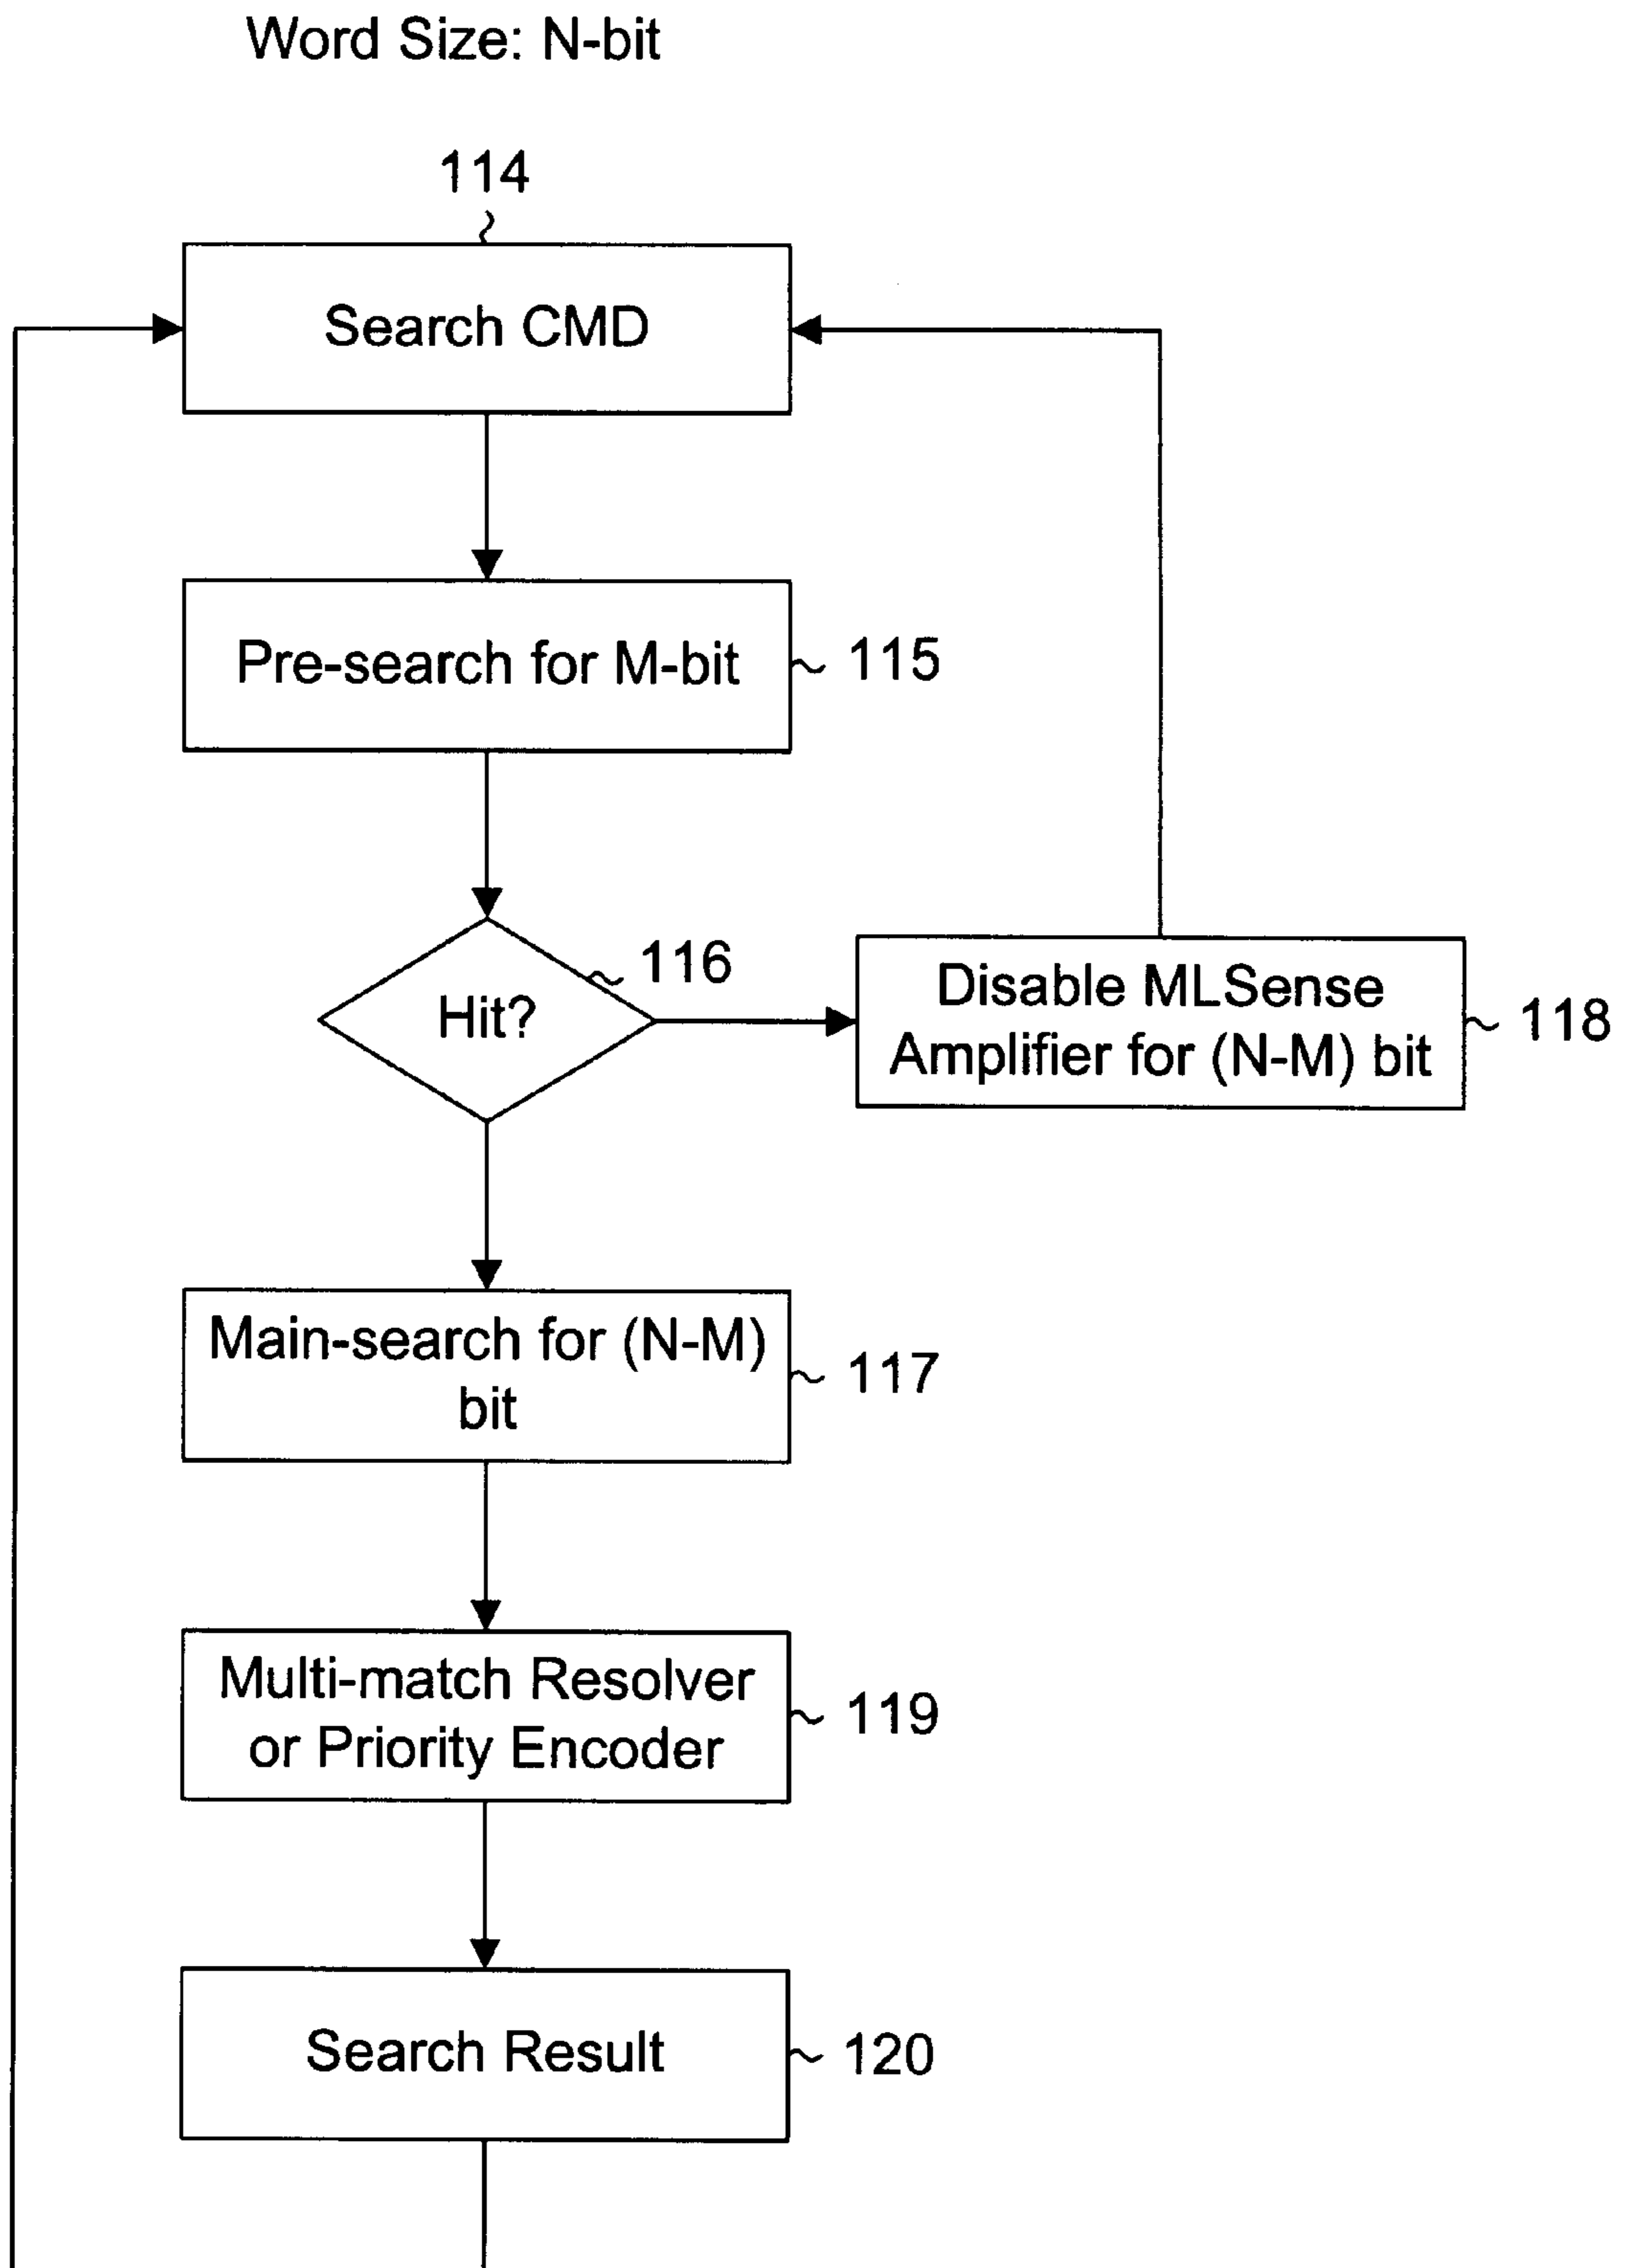 Word Size: N-bit
114
Search CMD
Pre-search for M-bit
115
116
Hit?
Disable MLSense
Amplifier for (N-M) bit
118
Main-search for (N-M)
bit
117
Multi-match Resolver
or Priority Encoder
119
Search Result
120